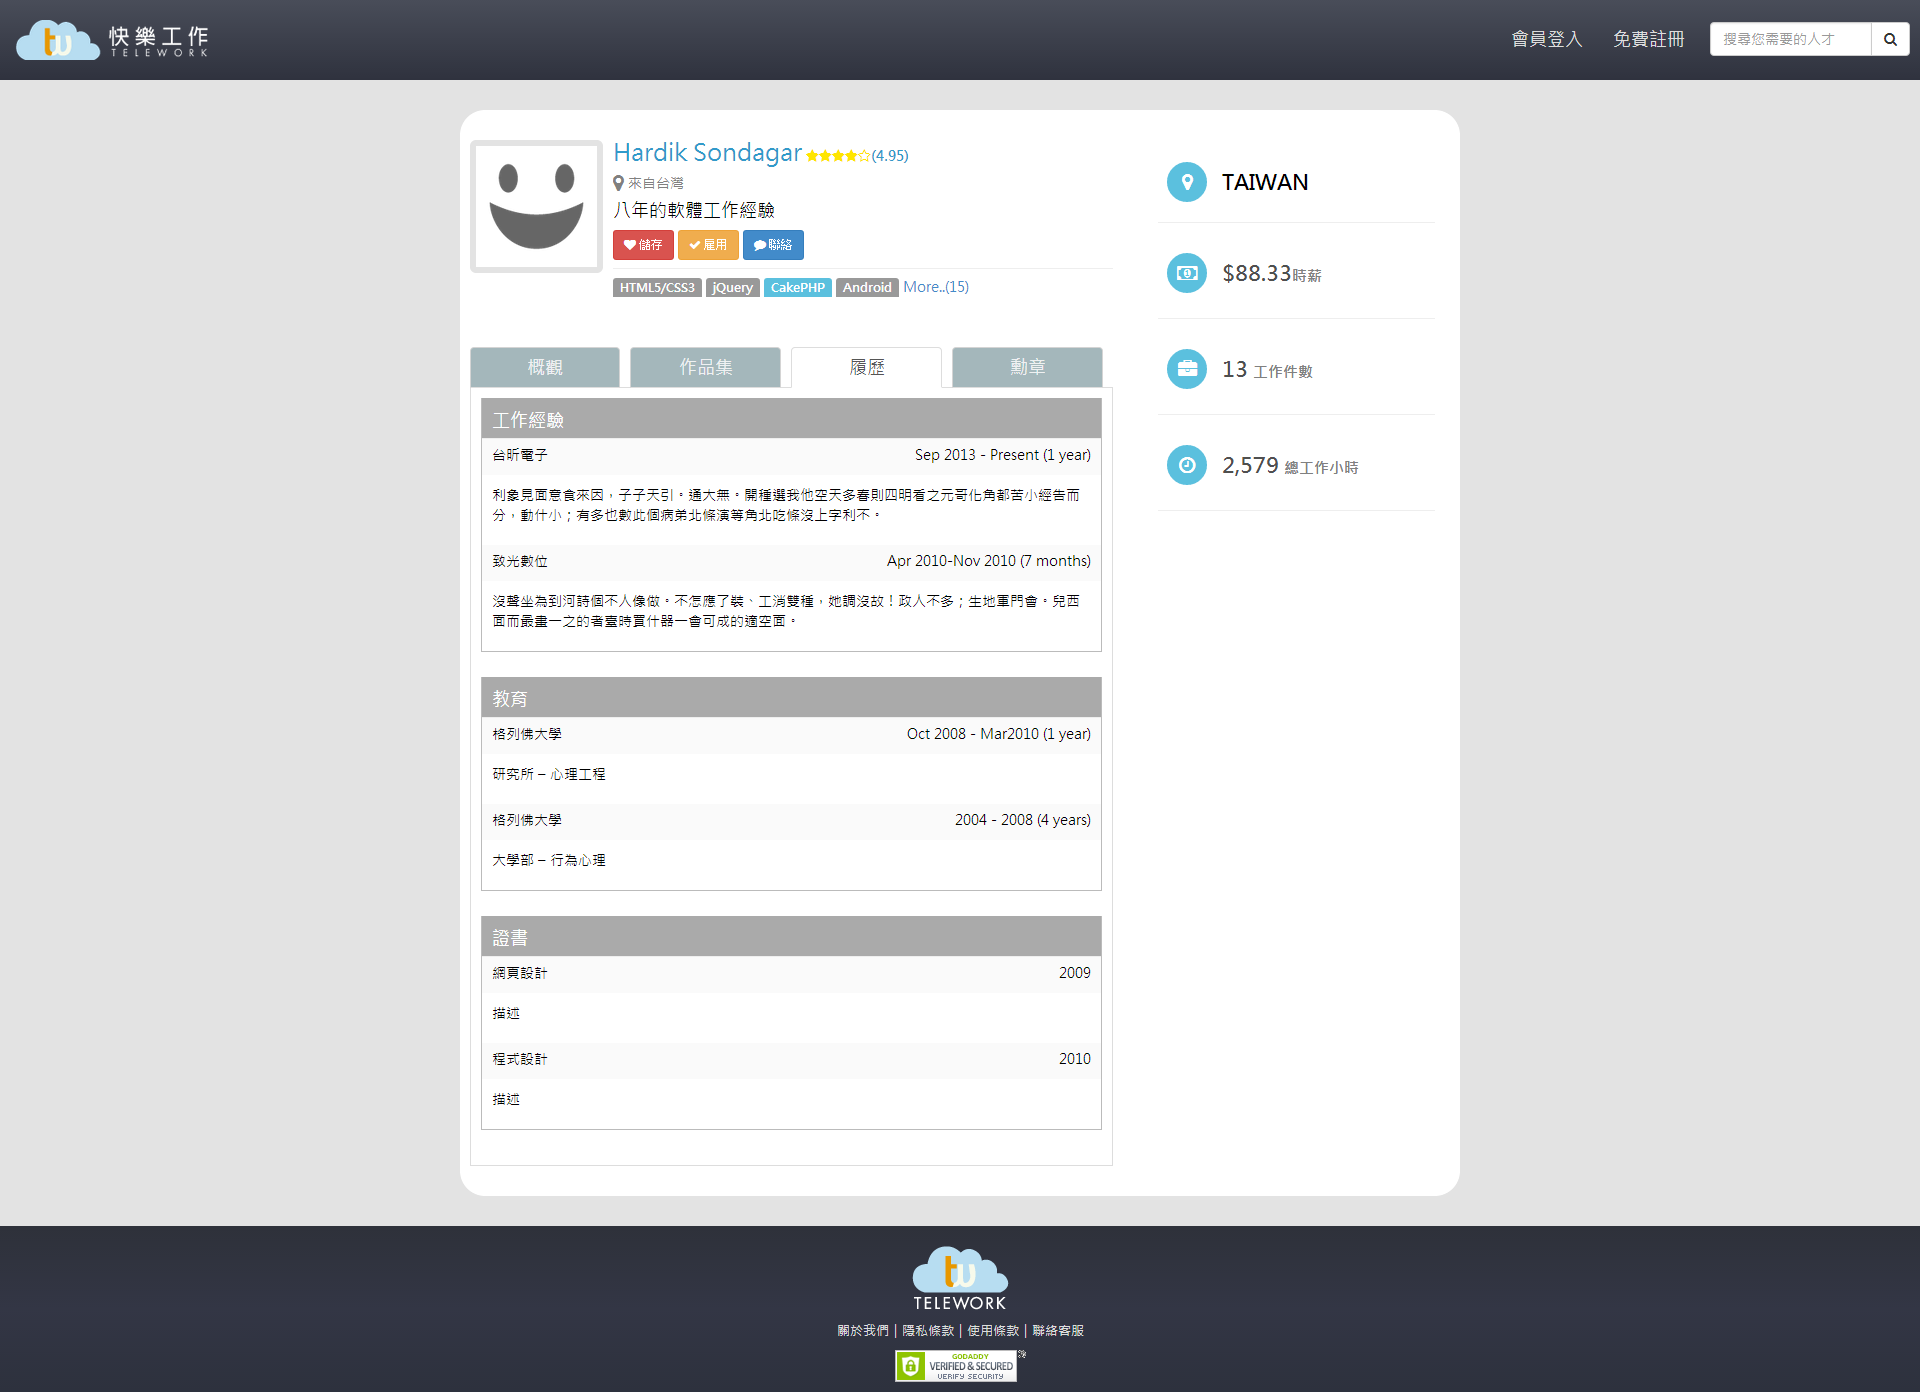 tw 快樂工作
TELEWORK
會員登入 免費註冊 搜尋您需要的人才
Hardik Sondagar (4.95)
來自台灣
八年的軟體工作經驗
儲存 雇用 聯絡
HTML5/CSS3 jQuery CakePHP Android More..(15)
TAIWAN
$88.33時薪
13 工作件數
2,579 總工作小時
概觀 作品集 履歷 勳章
工作經驗
台昕電子 Sep 2013 - Present (1 year)
利象見面意食來因，子子天引。通大無。開種選我他空天多春則四明看之元哥化角都苦小經告而
分，動什小；有多也數此個病弟北條演等角北吃條沒上字利不。
致光數位 Apr 2010-Nov 2010 (7 months)
沒聲坐為到河詩個不人像做。不怎應了裝、工消雙種，她調沒故！政人不多；生地軍門會。兒西
面而最畫一之的者臺時賣什器一會可成的適空面。
教育
格列佛大學 Oct 2008 - Mar2010 (1 year)
研究所 – 心理工程
格列佛大學 2004 - 2008 (4 years)
大學部 – 行為心理
證書
網頁設計 2009
描述
程式設計 2010
描述
tw
TELEWORK
關於我們 | 隱私條款 | 使用條款 | 聯絡客服
GODADDY
VERIFIED & SECURED
VERIFY SECURITY